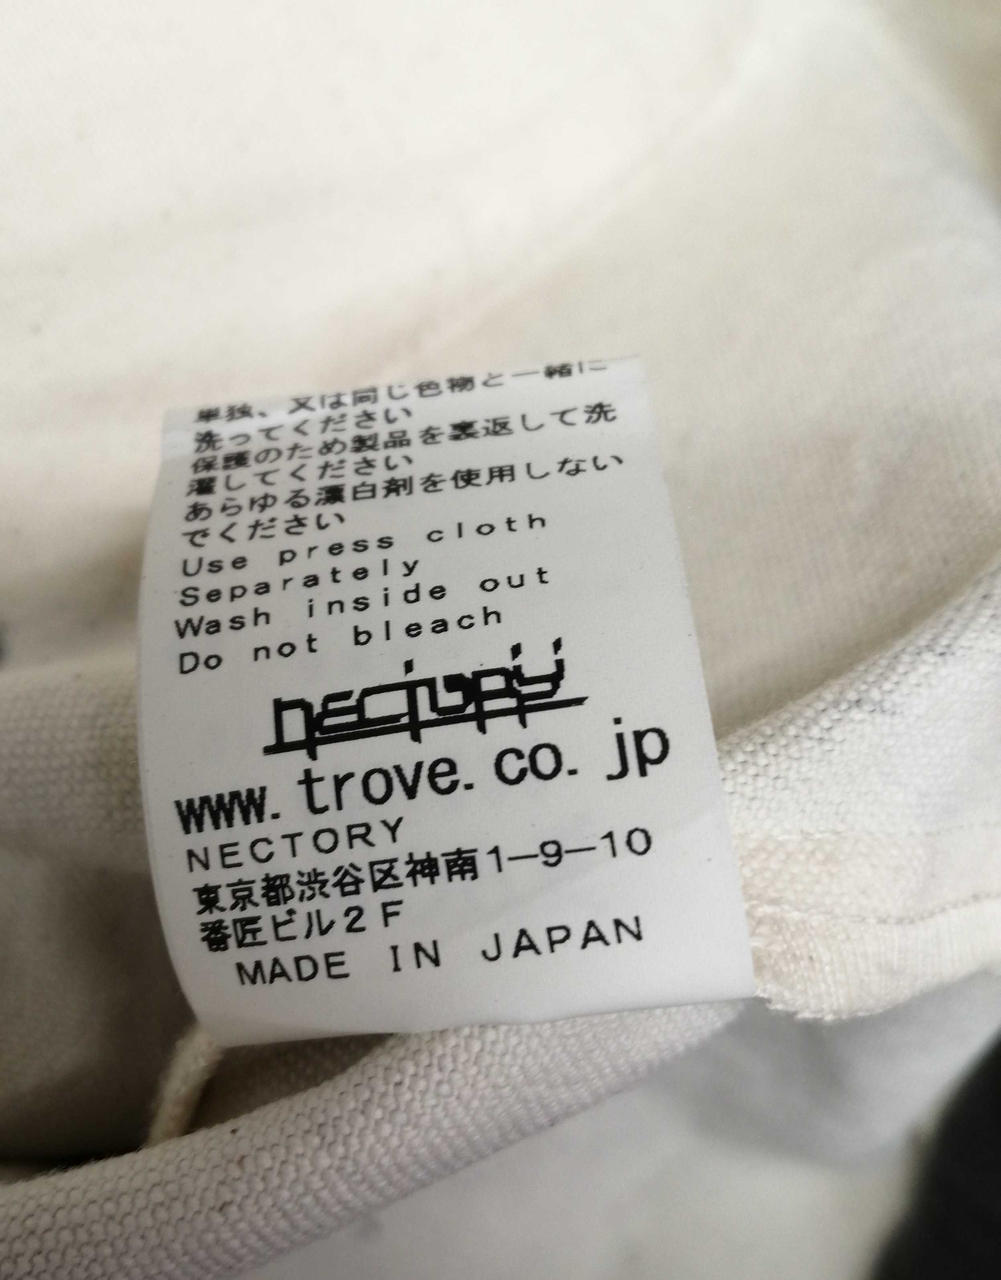 単独、又は同じ色物と一緒に
洗ってください
保護のため製品を裏返して洗
濯してください
あらゆる漂白剤を使用しない
でください
Use press cloth
Separately
Wash inside out
Do not bleach
nectory
www.trove.co.jp
NECTORY
東京都渋谷区神南1-9-10
番匠ビル2F
MADE IN JAPAN